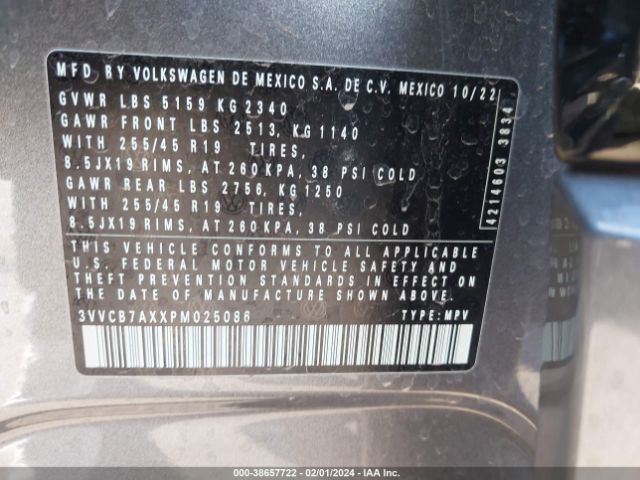 MFD BY VOLKSWAGEN DE MEXICO S.A. DE C.V. MEXICO 10/22
GVWR LBS 5159 KG 2340
GAWR FRONT LBS 2513, KG 1140
WITH 255/45 R19 TIRES,
8.5JX19 RIMS, AT 260 KPA, 38 PSI COLD
GAWR REAR LBS 2756, KG 1250
WITH 255/45 R19 TIRES,
8.5JX19 RIMS, AT 260 KPA, 38 PSI COLD
4214603 3834
THIS VEHICLE CONFORMS TO ALL APPLICABLE
U.S. FEDERAL MOTOR VEHICLE SAFETY AND
THEFT PREVENTION STANDARDS IN EFFECT ON
THE DATE OF MANUFACTURE SHOWN ABOVE
3VVCB7AXXPM025086 TYPE: MPV
000-38657722 - 02/01/2024 - IAA Inc.